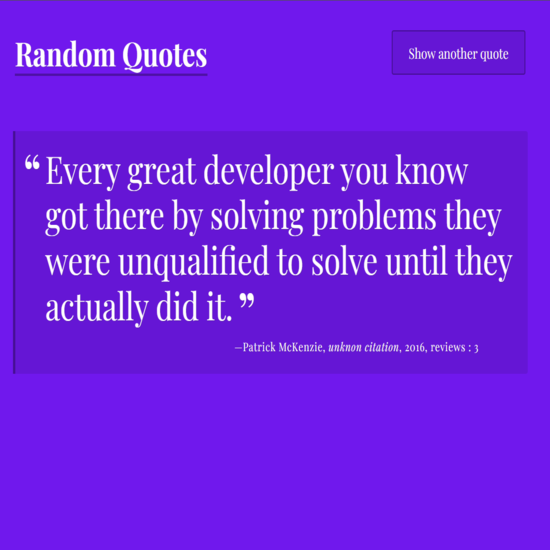 Random Quotes
Show another quote
“ Every great developer you know
got there by solving problems they
were unqualified to solve until they
actually did it. ”
—Patrick McKenzie, unknon citation, 2016, reviews : 3